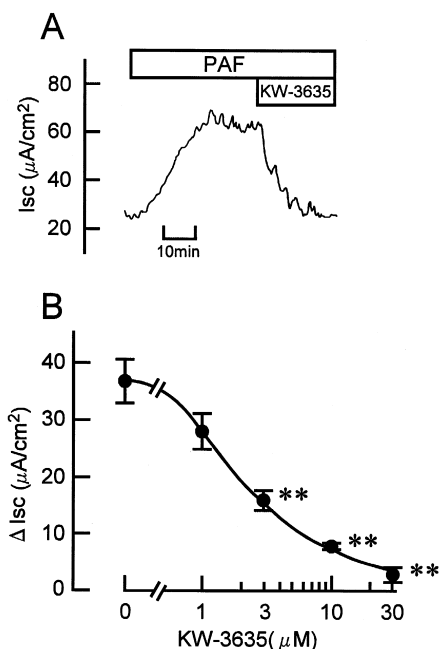 A
PAF
KW-3635
80
60
40
20
Isc (μA/cm²)
10min
B
40
30
20
10
0
Δ Isc (μA/cm²)
**
**
**
0 1 3 10 30
KW-3635(μM)